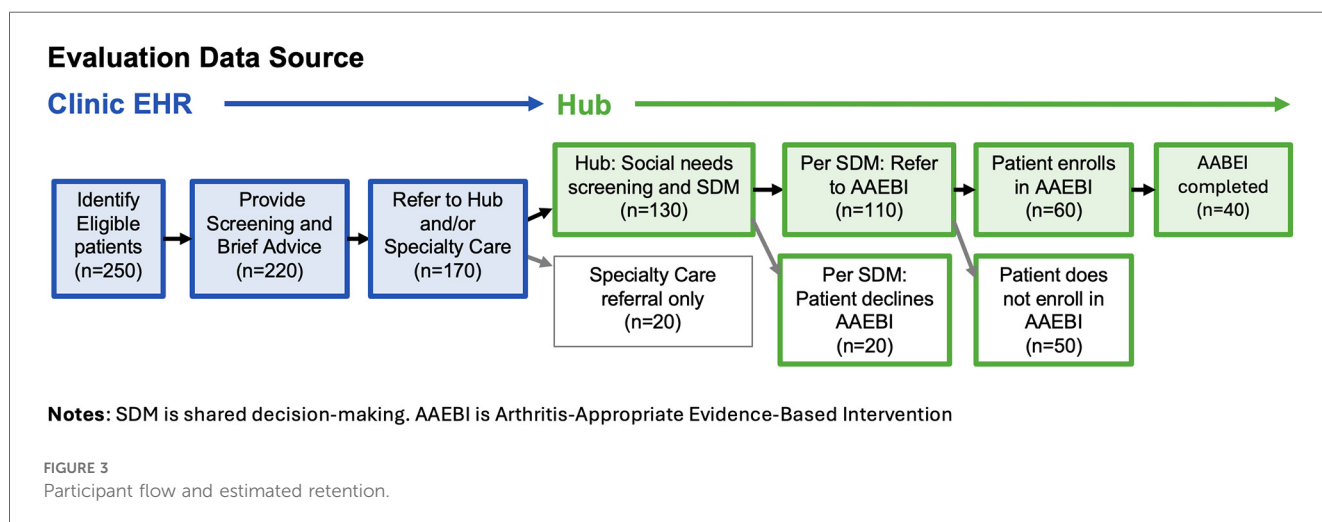 Evaluation Data Source
Clinic EHR
Hub
Identify
Eligible
patients
(n=250)
Provide
Screening and
Brief Advice
(n=220)
Refer to Hub
and/or
Specialty Care
(n=170)
Hub: Social needs
screening and SDM
(n=130)
Per SDM: Refer
to AAEBI
(n=110)
Patient enrolls
in AAEBI
(n=60)
AABEI
completed
(n=40)
Specialty Care
referral only
(n=20)
Per SDM:
Patient declines
AAEBI
(n=20)
Patient does
not enroll in
AAEBI
(n=50)
Notes: SDM is shared decision-making. AAEBI is Arthritis-Appropriate Evidence-Based Intervention
FIGURE 3
Participant flow and estimated retention.